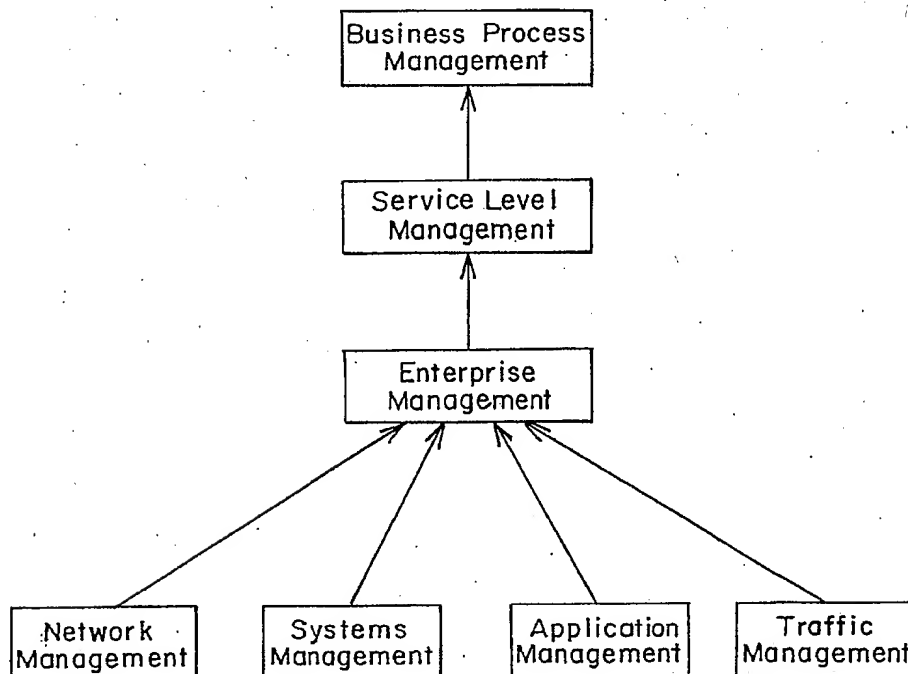 Business Process
Management
Service Level
Management
Enterprise
Management
Network
Management
Systems
Management
Application
Management
Traffic
Management